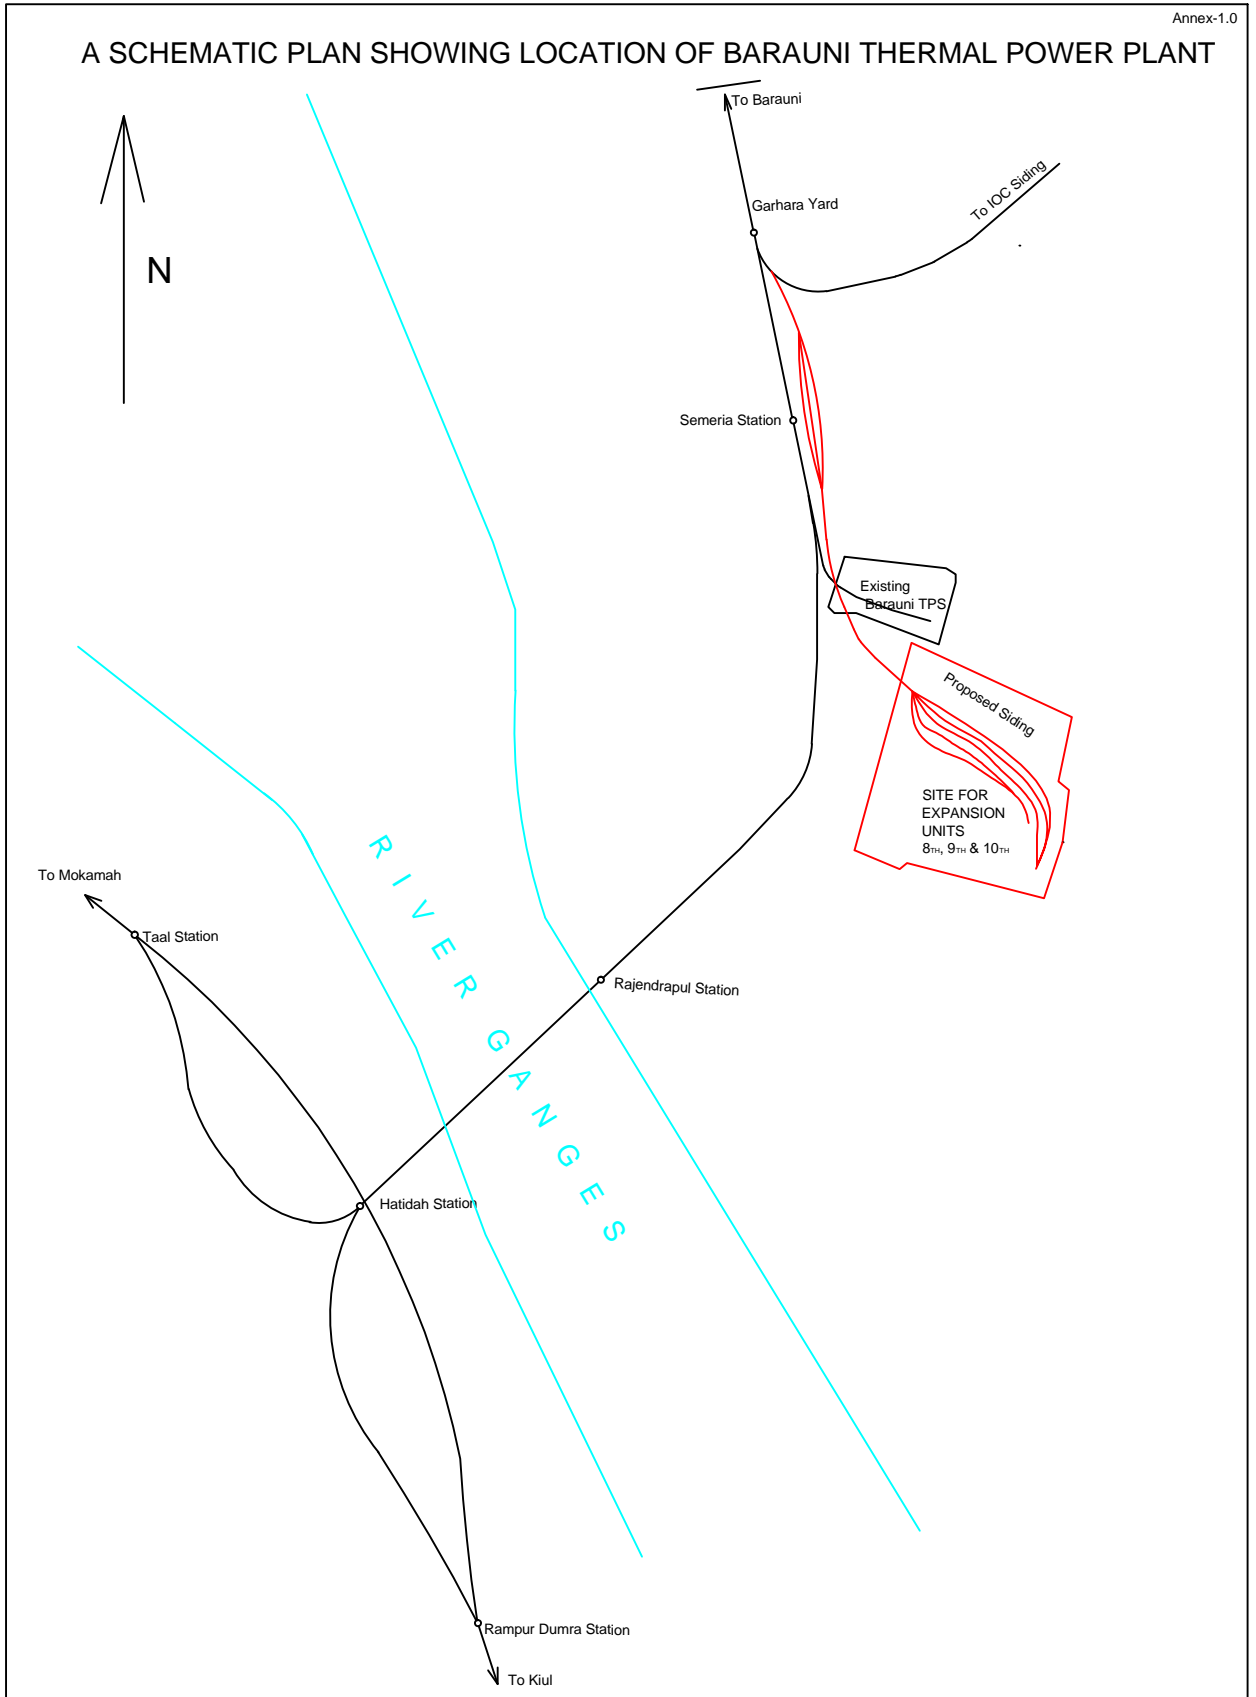 Annex-1.0
A SCHEMATIC PLAN SHOWING LOCATION OF BARAUNI THERMAL POWER PLANT
To Barauni
To IOC Siding
Garhara Yard
N
Semeria Station
Existing
Barauni TPS
Proposed Siding
SITE FOR
EXPANSION
UNITS
8TH, 9TH & 10TH
RIVER GANGES
To Mokamah
Taal Station
Rajendrapul Station
Hatidah Station
Rampur Dumra Station
To Kiul